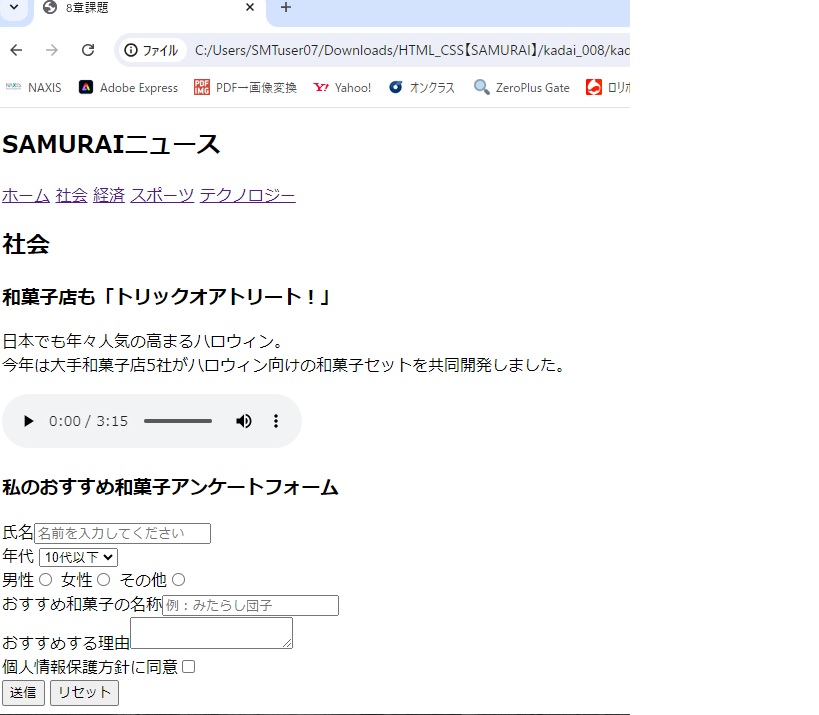 8章課題
ファイル C:/Users/SMTuser07/Downloads/HTML_CSS【SAMURAI】/kadai_008/kad
NAXIS Adobe Express PDF一画像変換 Yahoo! オンクラス ZeroPlus Gate ロリポ
SAMURAIニュース
ホーム 社会 経済 スポーツ テクノロジー
社会
和菓子店も「トリックオアトリート！」
日本でも年々人気の高まるハロウィン。
今年は大手和菓子店5社がハロウィン向けの和菓子セットを共同開発しました。
0:00 / 3:15
私のおすすめ和菓子アンケートフォーム
氏名 名前を入力してください
年代 10代以下
男性 女性 その他
おすすめ和菓子の名称 例：みたらし団子
おすすめする理由
個人情報保護方針に同意
送信 リセット